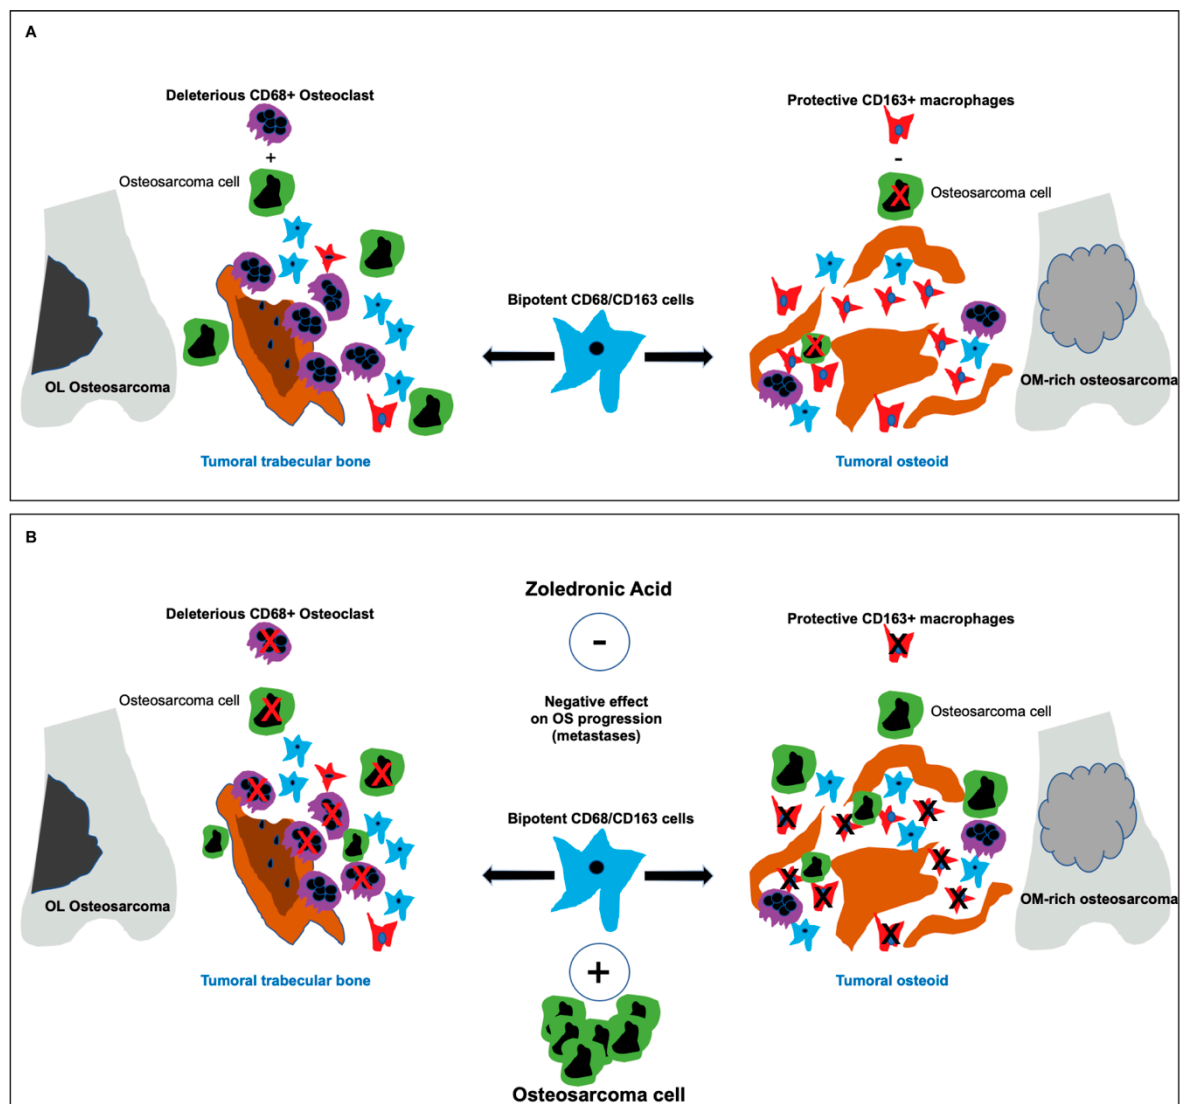 A
Deleterious CD68+ Osteoclast
Protective CD163+ macrophages
+
-
Osteosarcoma cell
Osteosarcoma cell
X
Bipotent CD68/CD163 cells
X
OL Osteosarcoma
OM-rich osteosarcoma
Tumoral trabecular bone
Tumoral osteoid
B
Zoledronic Acid
Deleterious CD68+ Osteoclast
Protective CD163+ macrophages
-
Osteosarcoma cell
Negative effect
on OS progression
(metastases)
Osteosarcoma cell
Bipotent CD68/CD163 cells
OL Osteosarcoma
OM-rich osteosarcoma
Tumoral trabecular bone
Tumoral osteoid
+
Osteosarcoma cell